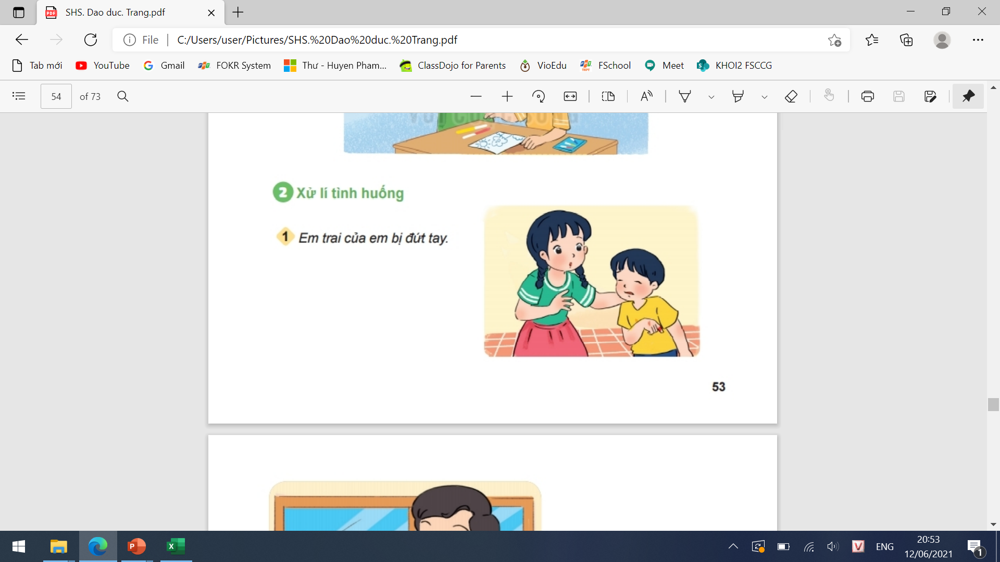 SHS. Dao duc. Trang.pdf
File
C:/Users/user/Pictures/SHS.%20Dao%20duc.%20Trang.pdf
Tab mới
YouTube
Gmail
FOKR System
Thư - Huyen Pham...
ClassDojo for Parents
VioEdu
FSchool
Meet
KHOI2 FSCCG
54
of 73
2 Xử lí tình huống
1 Em trai của em bị đứt tay.
53
ENG
20:53
12/06/2021
1